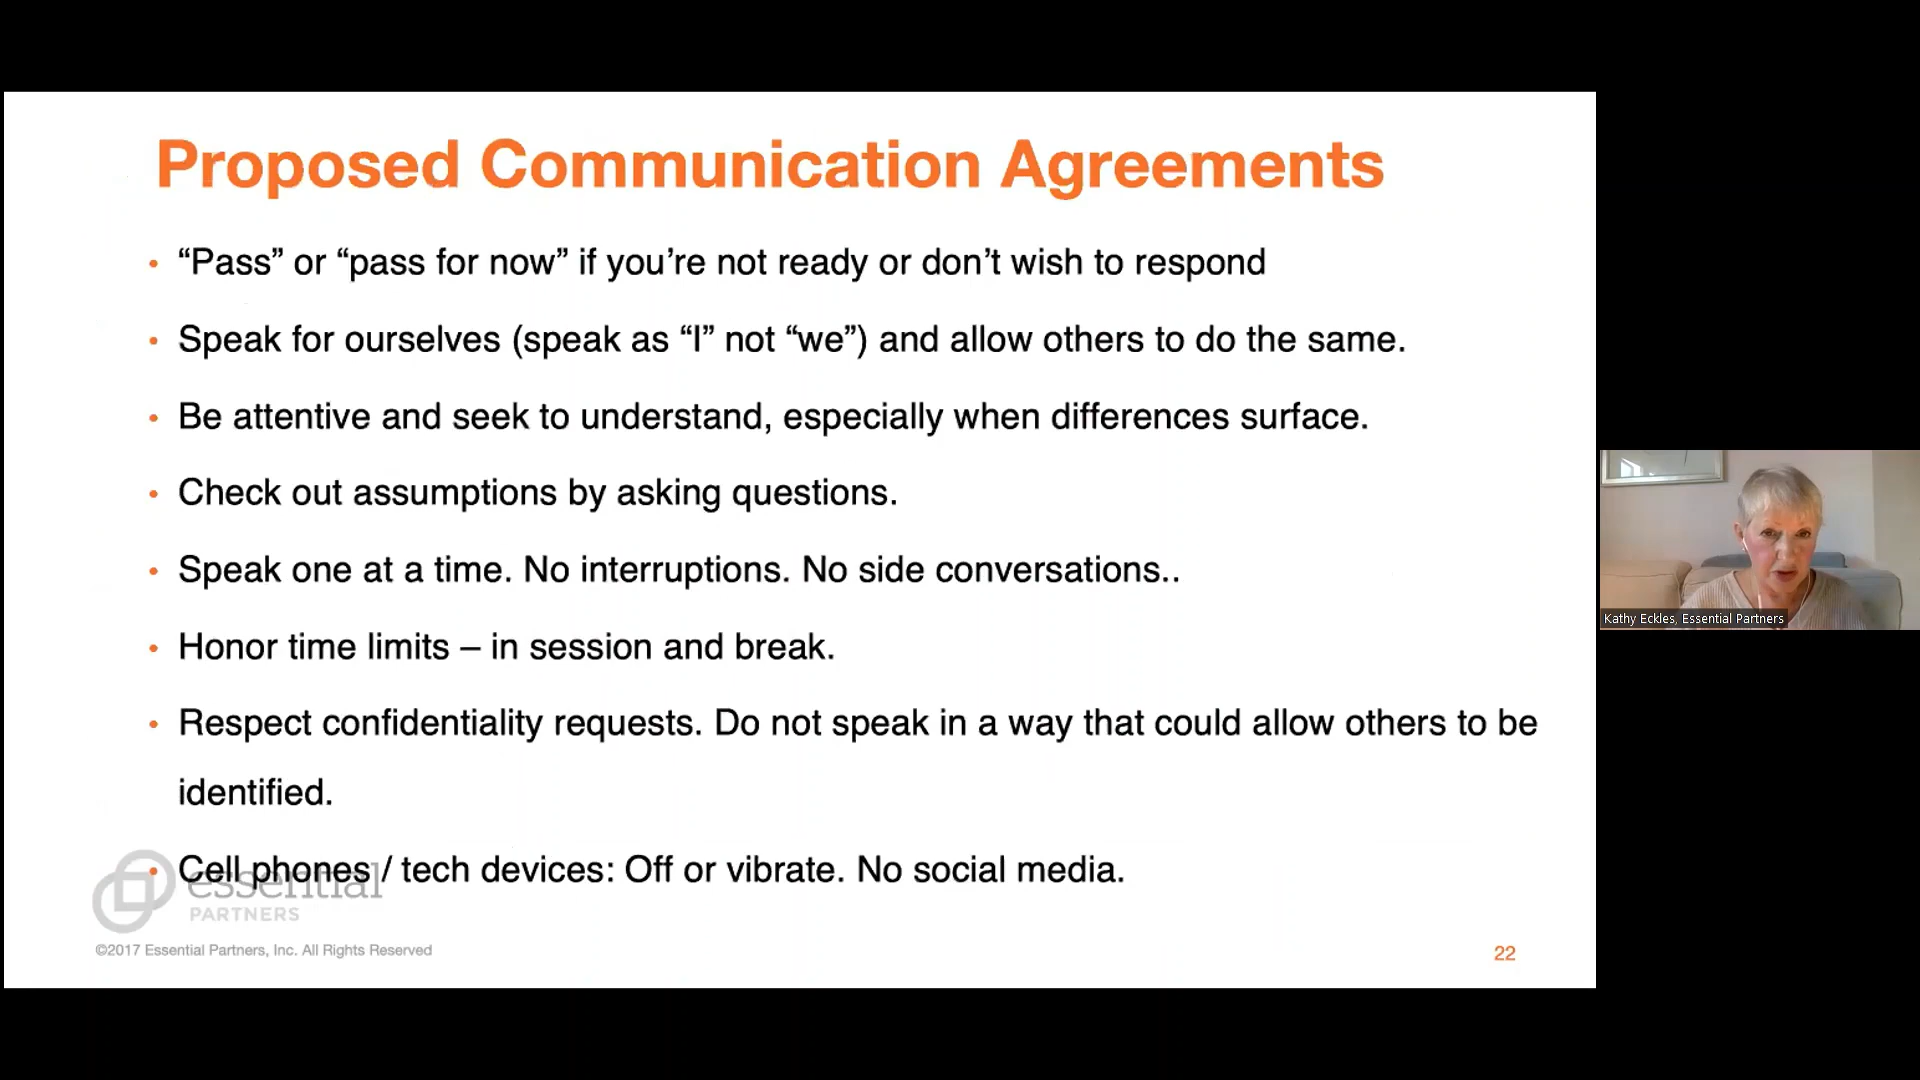 Proposed Communication Agreements
• “Pass” or “pass for now” if you’re not ready or don’t wish to respond
• Speak for ourselves (speak as “I” not “we”) and allow others to do the same.
• Be attentive and seek to understand, especially when differences surface.
• Check out assumptions by asking questions.
• Speak one at a time. No interruptions. No side conversations..
• Honor time limits – in session and break.
• Respect confidentiality requests. Do not speak in a way that could allow others to be
identified.
• Cell phones / tech devices: Off or vibrate. No social media.
essential
PARTNERS
©2017 Essential Partners, Inc. All Rights Reserved
22
Kathy Eckles, Essential Partners